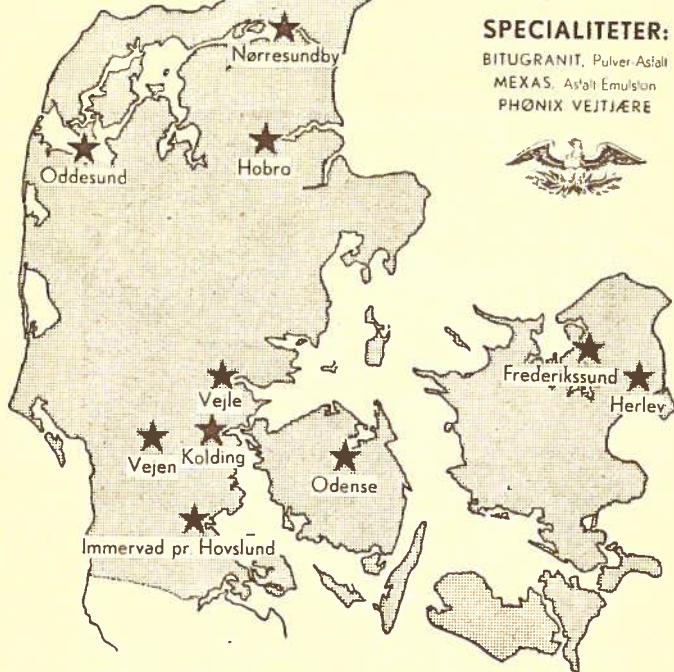 SPECIALITETER:
BITUGRANIT, Pulver-Asfalt
MEXAS, Asfalt Emulsion
PHØNIX VEJTJÆRE
Nørresundby
Oddesund
Hobro
Vejle
Vejen
Kolding
Odense
Immervad pr. Hovslund
Frederikssund
Herlev